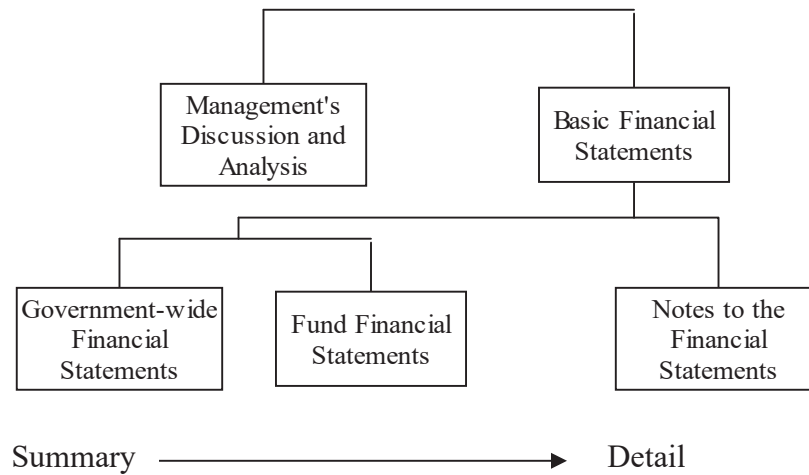 Management's
Discussion and
Analysis
Basic Financial
Statements
Government-wide
Financial
Statements
Fund Financial
Statements
Notes to the
Financial
Statements
Summary
Detail